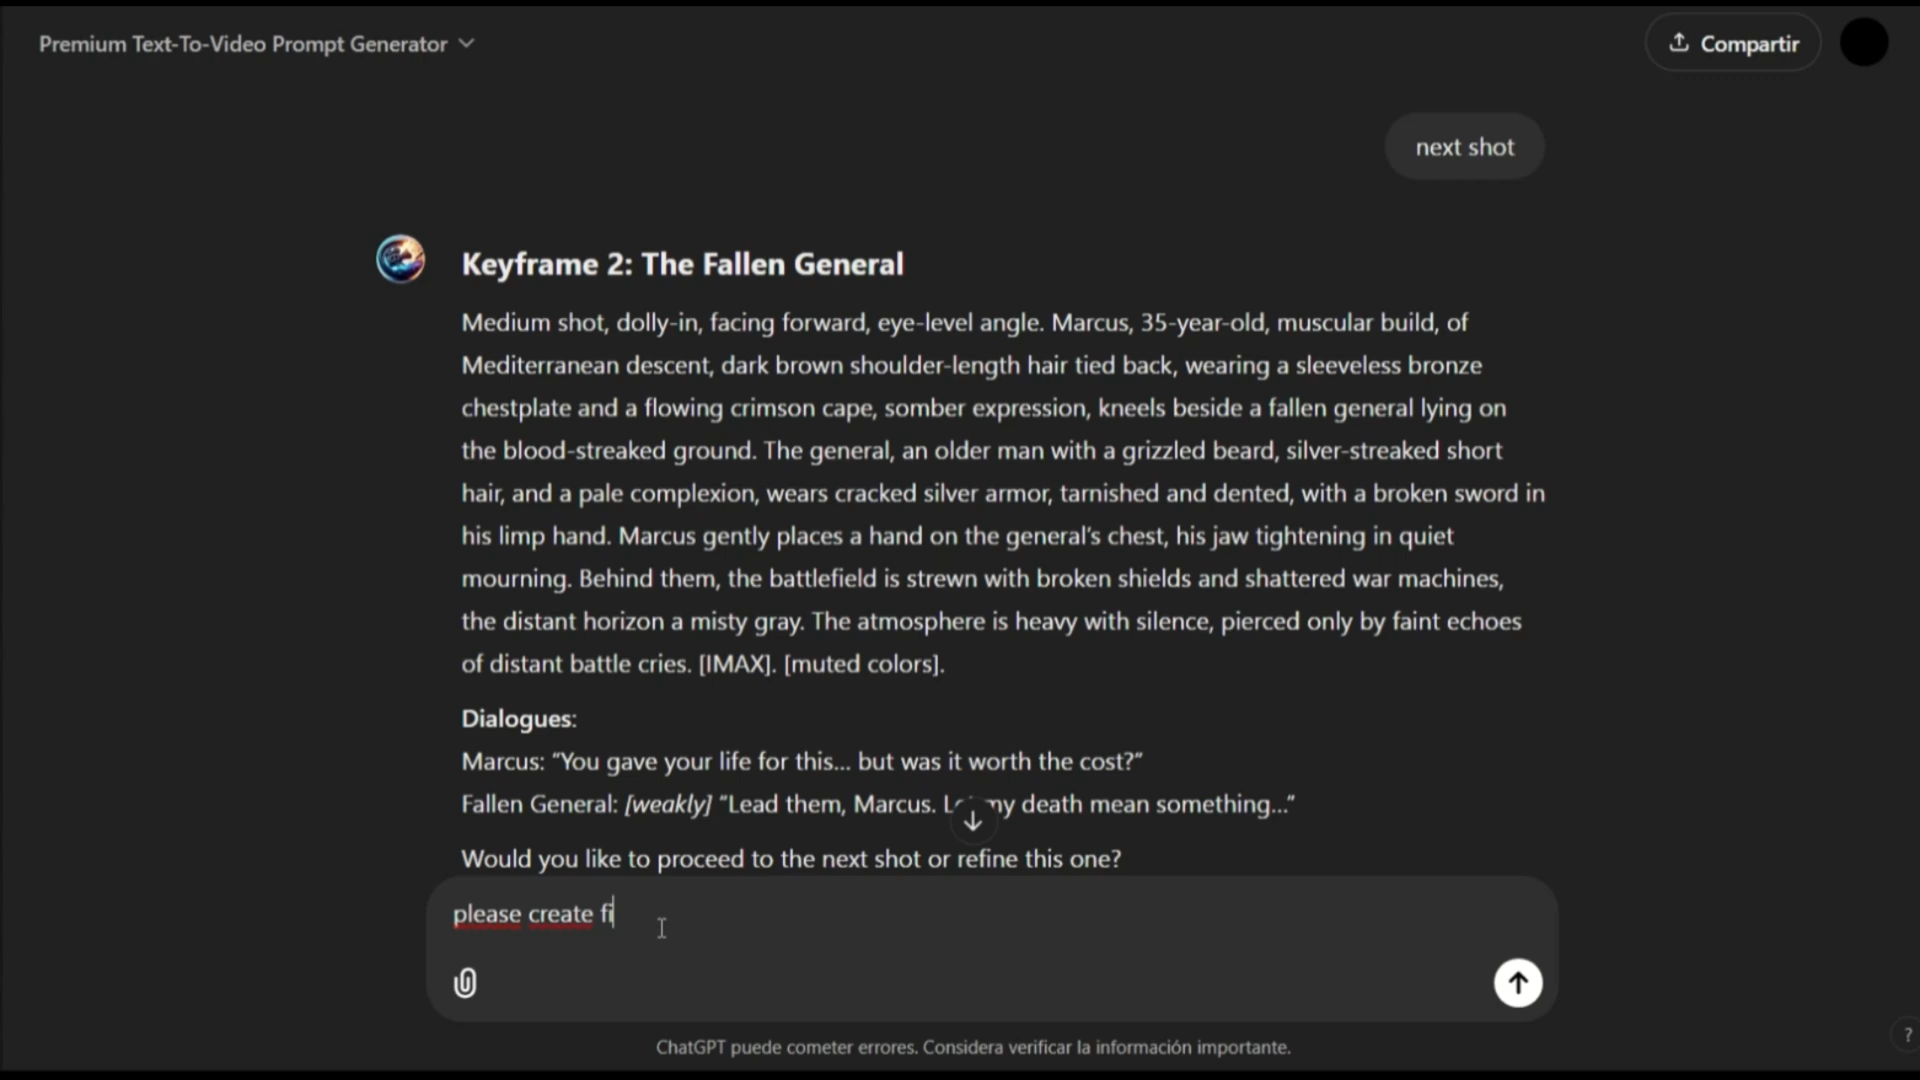 Premium Text-To-Video Prompt Generator
Compartir
next shot
Keyframe 2: The Fallen General
Medium shot, dolly-in, facing forward, eye-level angle. Marcus, 35-year-old, muscular build, of
Mediterranean descent, dark brown shoulder-length hair tied back, wearing a sleeveless bronze
chestplate and a flowing crimson cape, somber expression, kneels beside a fallen general lying on
the blood-streaked ground. The general, an older man with a grizzled beard, silver-streaked short
hair, and a pale complexion, wears cracked silver armor, tarnished and dented, with a broken sword in
his limp hand. Marcus gently places a hand on the general's chest, his jaw tightening in quiet
mourning. Behind them, the battlefield is strewn with broken shields and shattered war machines,
the distant horizon a misty gray. The atmosphere is heavy with silence, pierced only by faint echoes
of distant battle cries. [IMAX]. [muted colors].
Dialogues:
Marcus: “You gave your life for this... but was it worth the cost?”
Fallen General: [weakly] “Lead them, Marcus. death mean something...”
Would you like to proceed to the next shot or refine this one?
please create fi
ChatGPT puede cometer errores. Considera verificar la información importante.
?